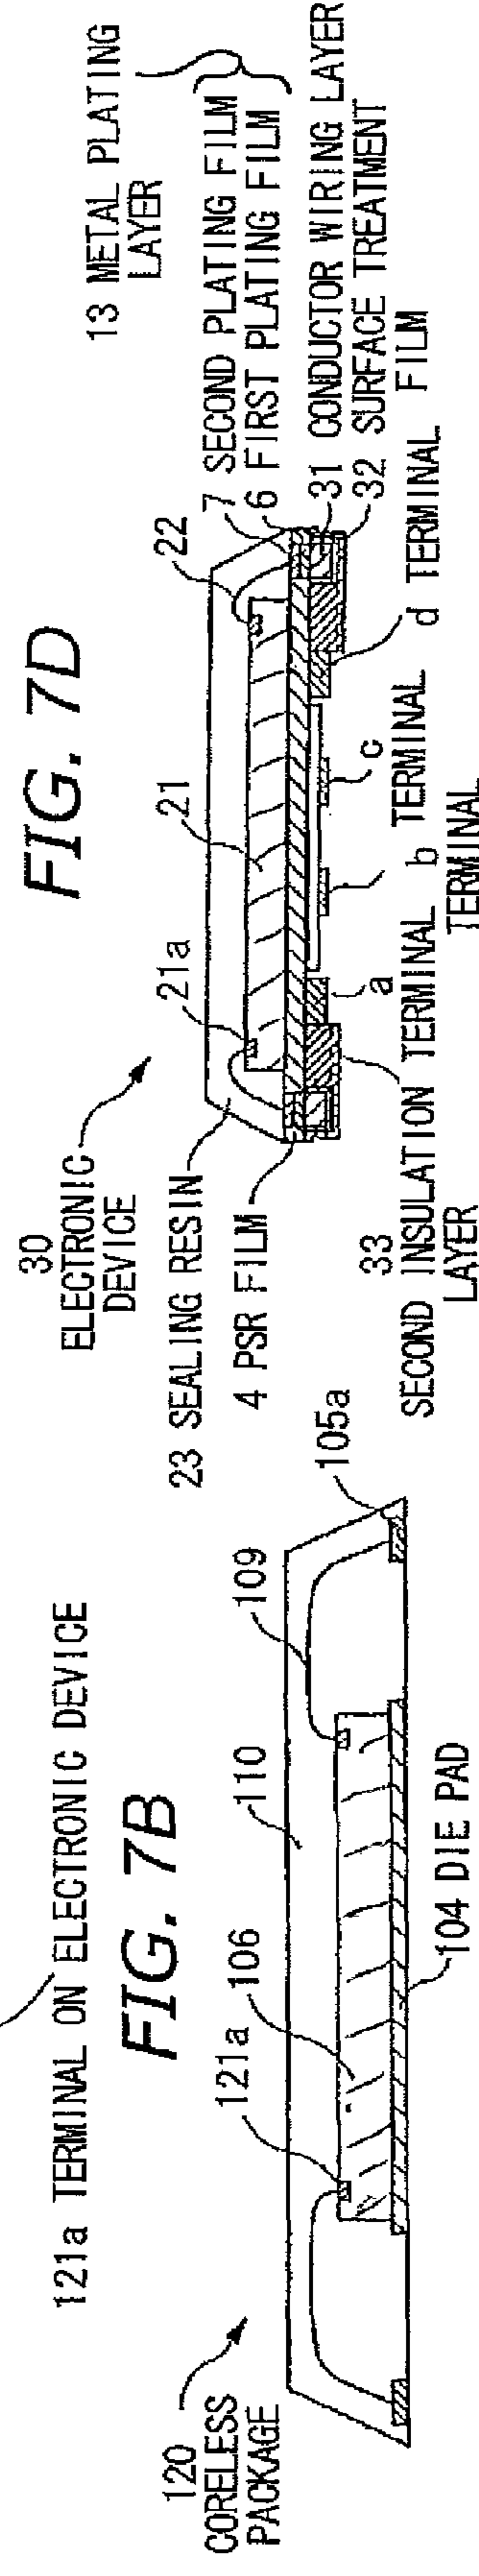 121a TERMINAL ON ELECTRONIC DEVICE
FIG. 7B
120
CORELESS
PACKAGE
121a
106
110
109
105a
104 DIE PAD
FIG. 7D
30
ELECTRONIC
DEVICE
21a
21
22
13 METAL PLATING
LAYER
7 SECOND PLATING FILM
6 FIRST PLATING FILM
31 CONDUCTOR WIRING LAYER
32 SURFACE TREATMENT
FILM
23 SEALING RESIN
4 PSR FILM
33
SECOND INSULATION
LAYER
a
TERMINAL
b
TERMINAL
c
TERMINAL
d TERMINAL